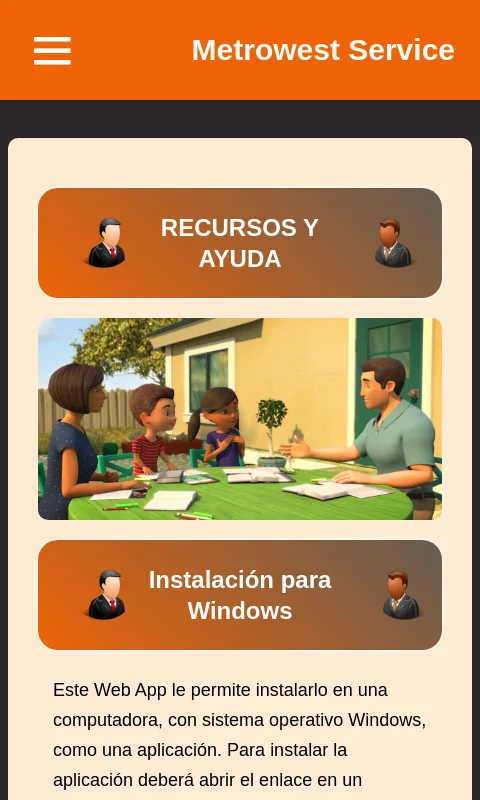 Metrowest Service
RECURSOS Y
AYUDA
Instalación para
Windows
Este Web App le permite instalarlo en una
computadora, con sistema operativo Windows,
como una aplicación. Para instalar la
aplicación deberá abrir el enlace en un